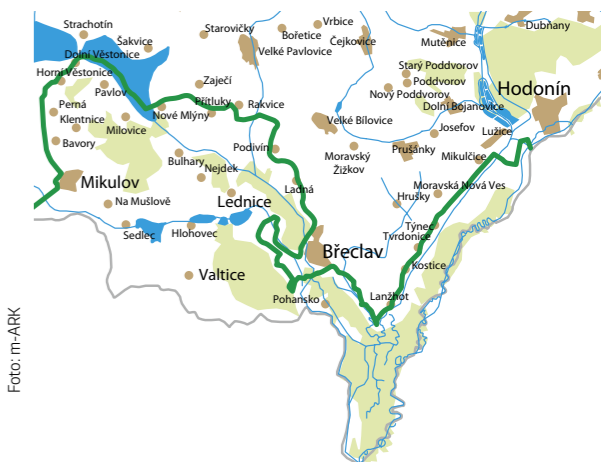 Strachotín
Starovičky
Vrbice
Bořetice
Dubňany
Dolní Věstonice
Šakvice
Velké Pavlovice
Čejkovice
Mutěnice
Horní Věstonice
Pavlov
Zaječí
Starý Poddvorov
Poddvorov
Nový Poddvorov
Hodonín
Perná
Klentnice
Přítluky
Nové Mlýny
Rakvice
Dolní Bojanovice
Milovice
Velké Bílovice
Josefov
Lužice
Bavory
Podivín
Prušánky
Bulhary
Moravský
Žižkov
Mikulčice
Nejdek
Mikulov
Ladná
Na Mušlově
Lednice
Hrušky
Moravská Nová Ves
Sedlec
Hlohovec
Týnec
Tvrdonice
Břeclav
Valtice
Kostice
Pohansko
Lanžhot
Foto: m-ARK